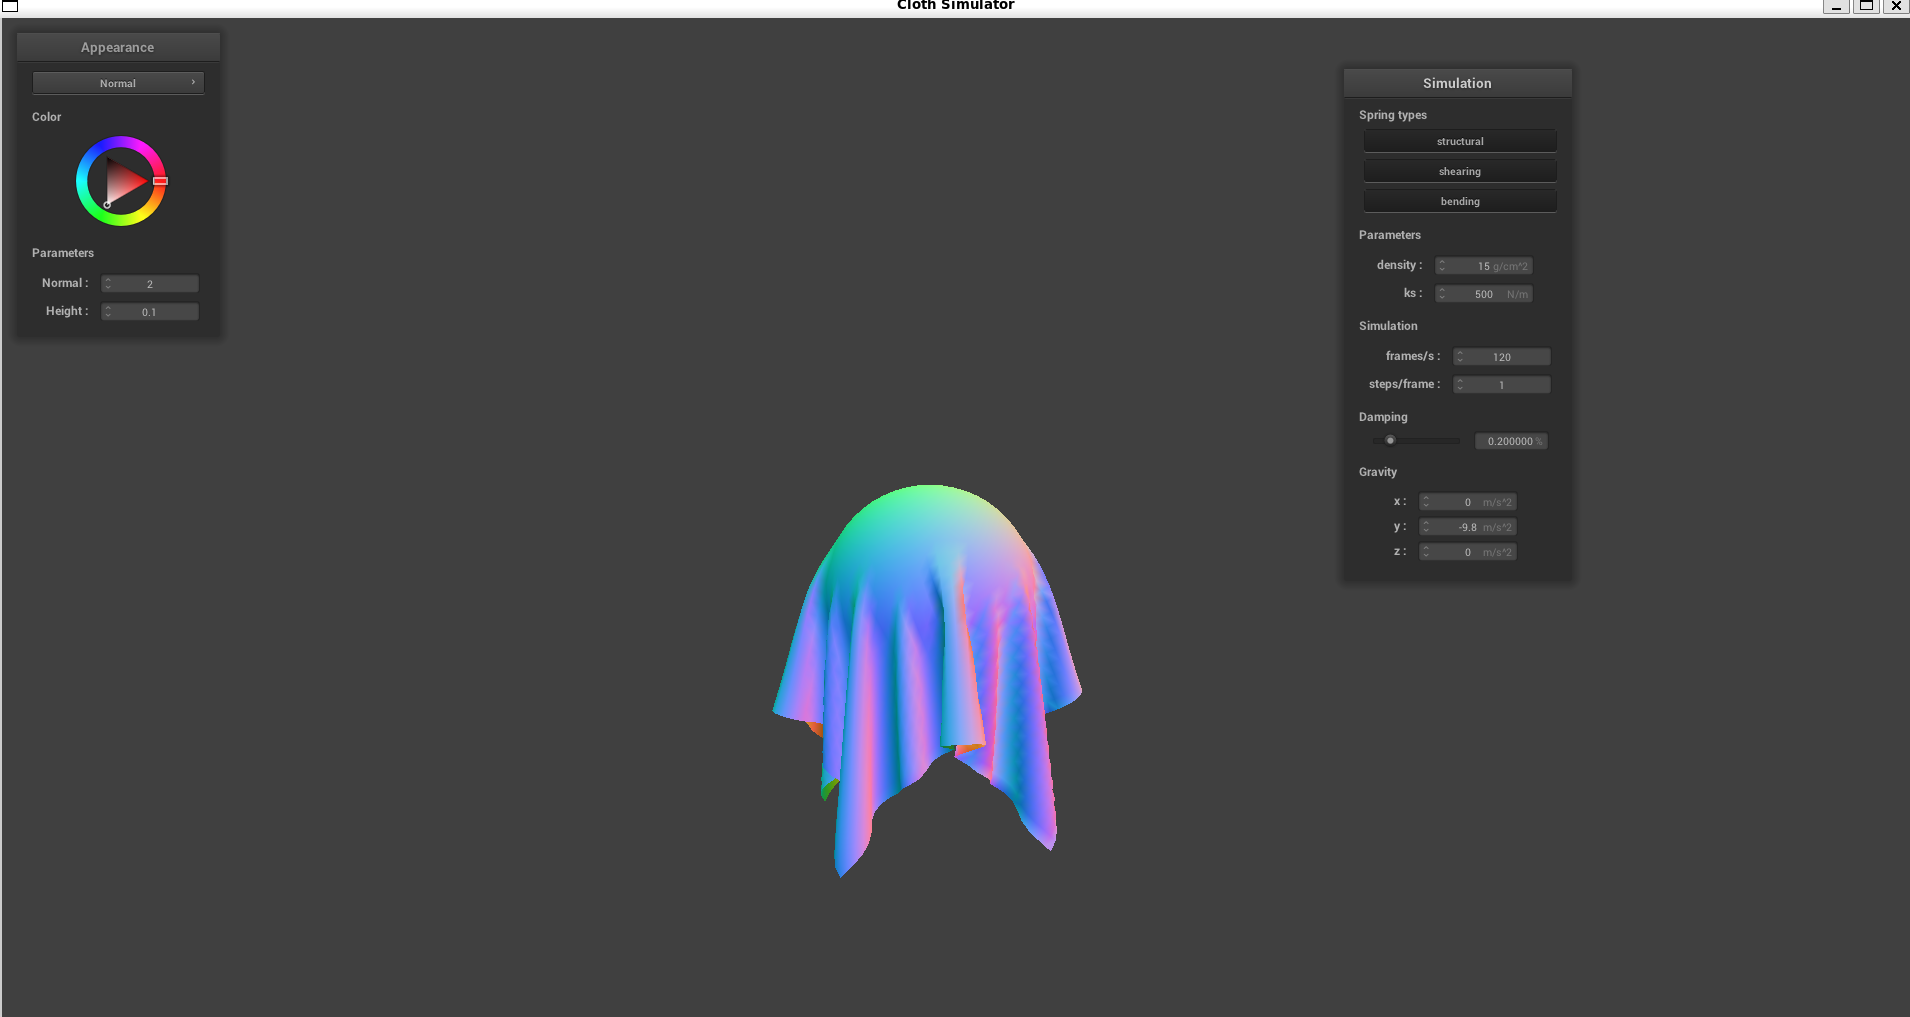 Cloth Simulator
Appearance
Normal
Color
Parameters
Normal : 2
Height : 0.1
Simulation
Spring types
structural
shearing
bending
Parameters
density : 15 g/cm^2
ks : 500 N/m
Simulation
frames/s : 120
steps/frame : 1
Damping
0.200000 %
Gravity
x : 0 m/s^2
y : -9.8 m/s^2
z : 0 m/s^2